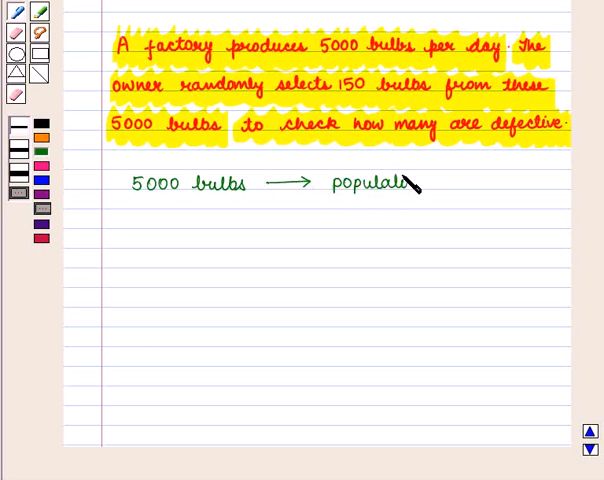 A factory produces 5000 bulbs per day. The
owner randomly selects 150 bulbs from these
5000 bulbs to check how many are defective.
5000 bulbs → populati